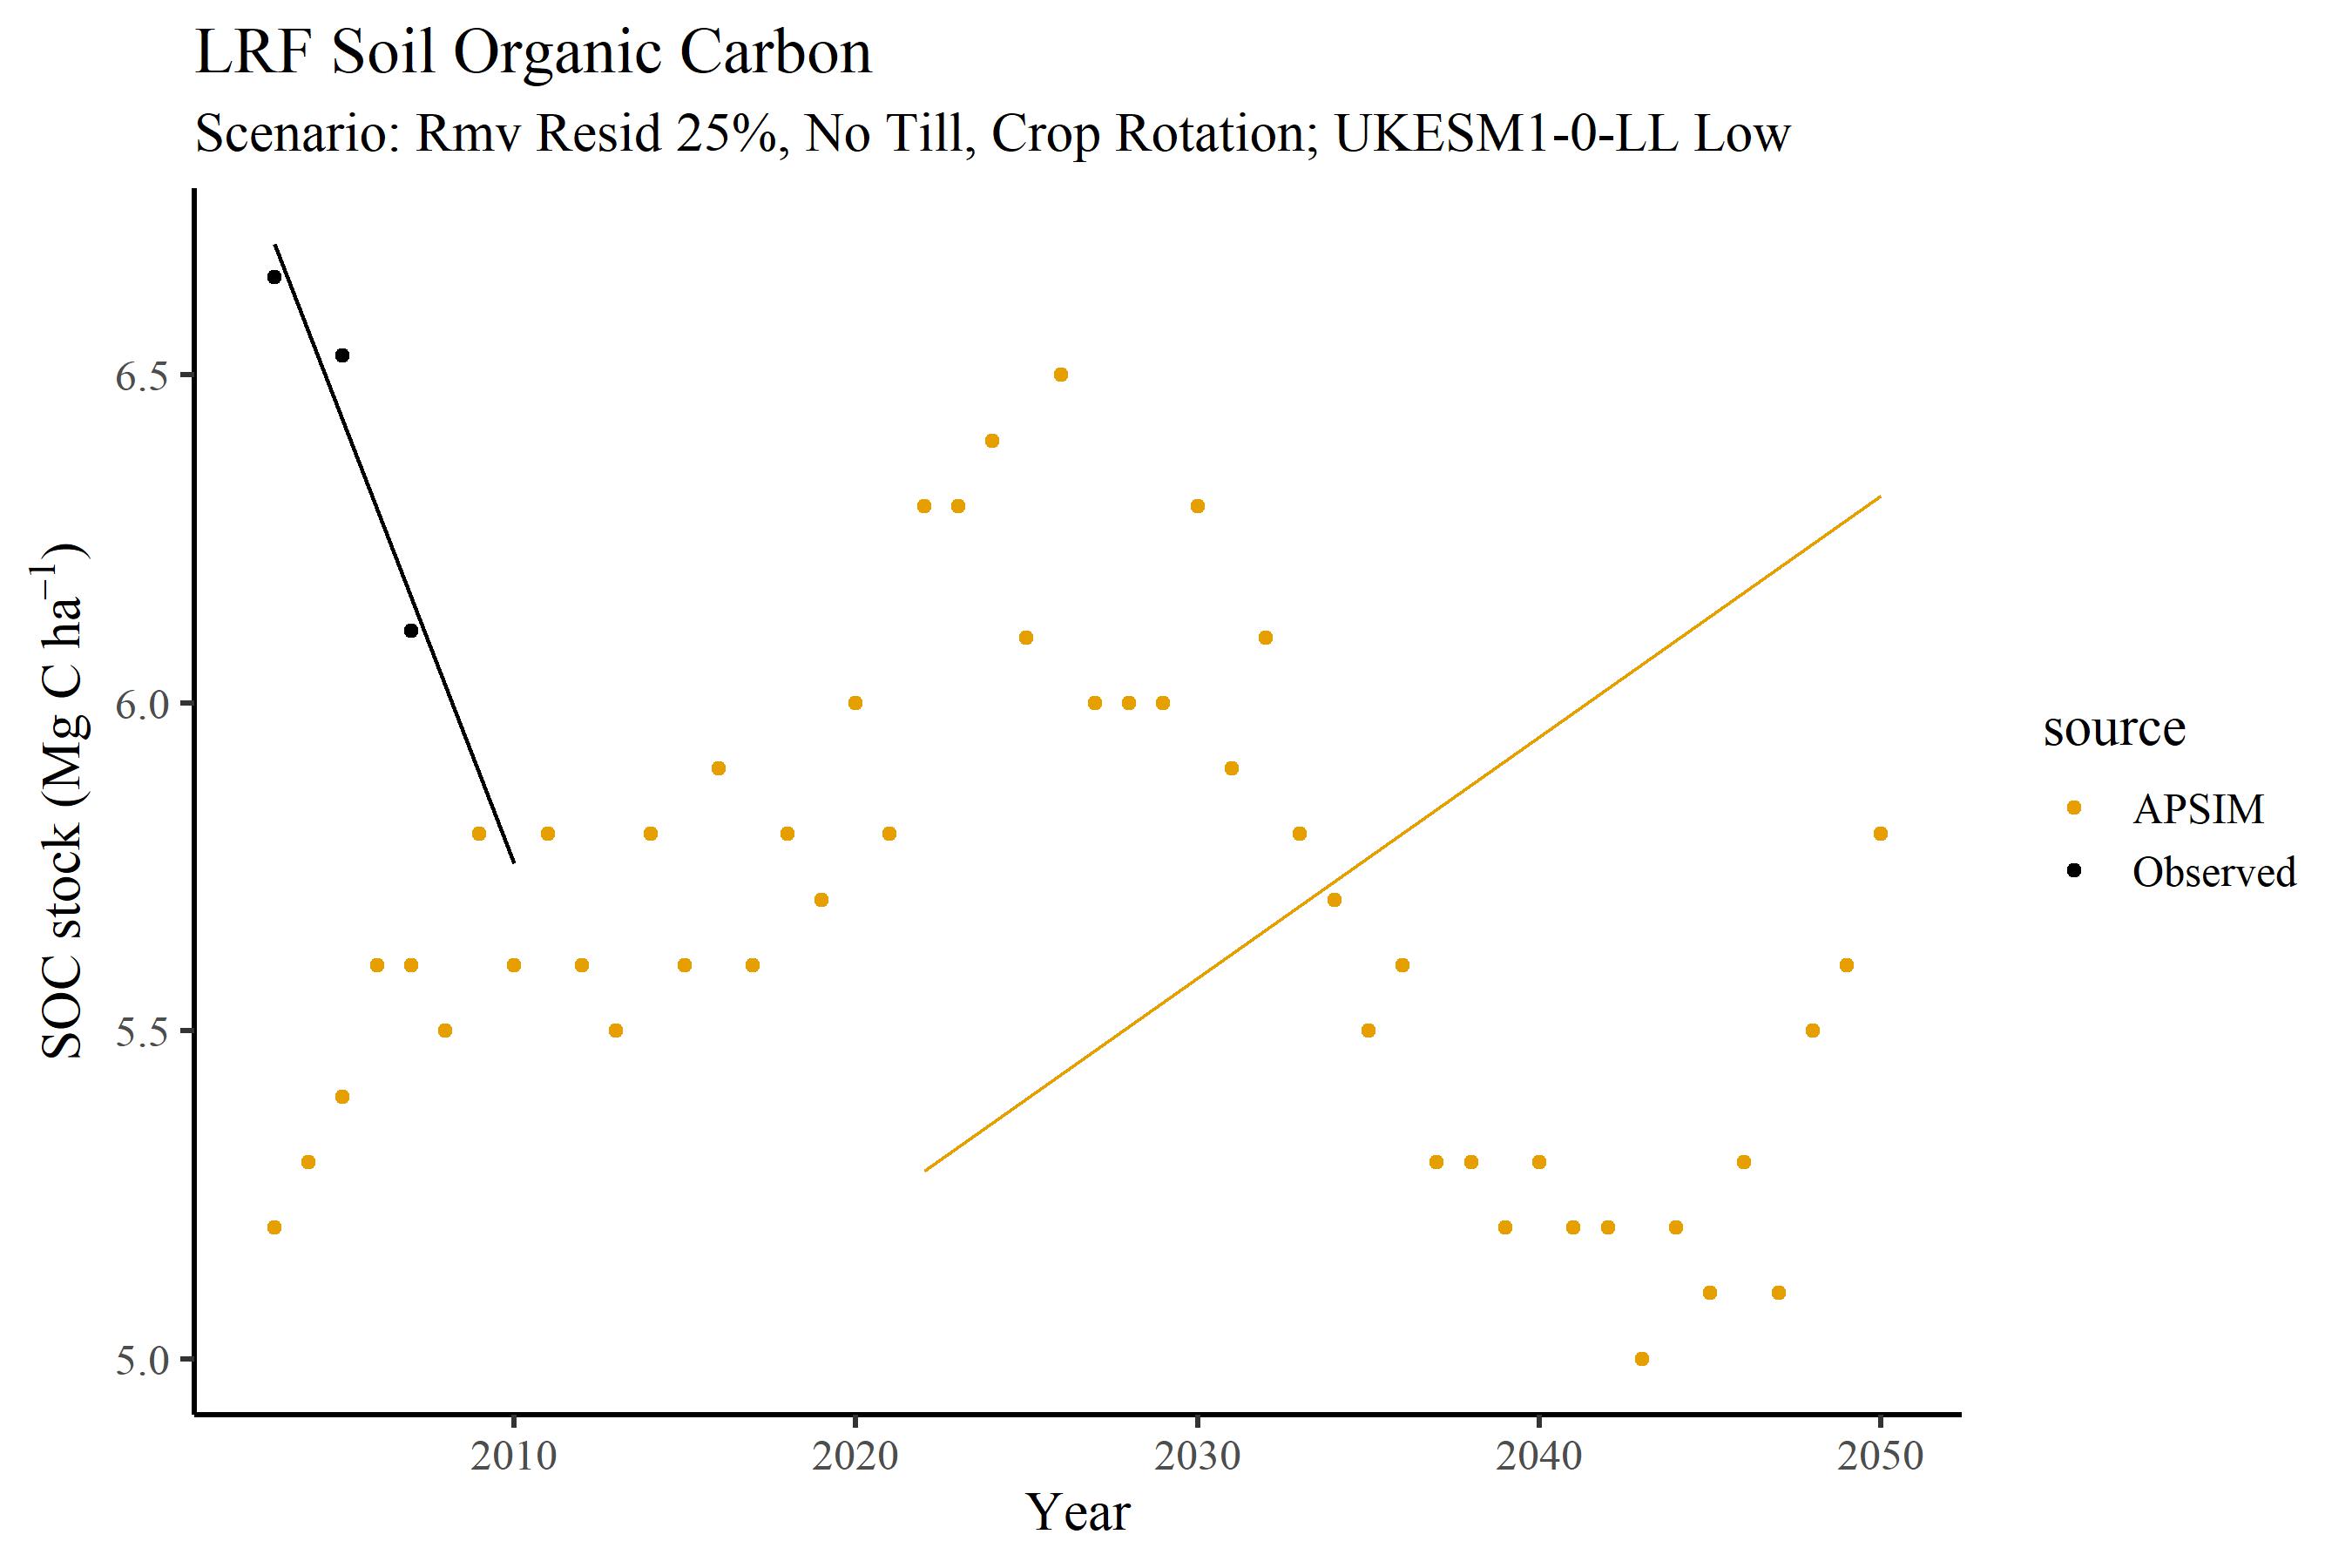 LRF Soil Organic Carbon
Scenario: Rmv Resid 25%, No Till, Crop Rotation; UKESM1-0-LL Low
SOC stock (Mg C ha⁻¹)
6.5
6.0
5.5
5.0
2010 2020 2030 2040 2050
Year
source
APSIM
Observed